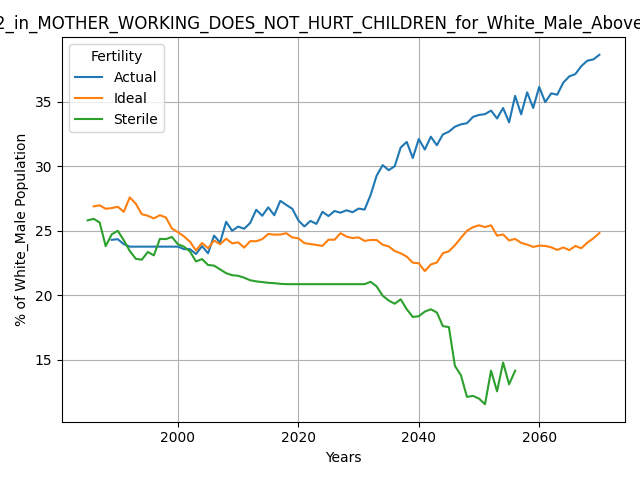 2_in_MOTHER_WORKING_DOES_NOT_HURT_CHILDREN_for_White_Male_Above
Fertility
Actual
Ideal
Sterile
% of White_Male Population
35
30
25
20
15
2000
2020
2040
2060
Years